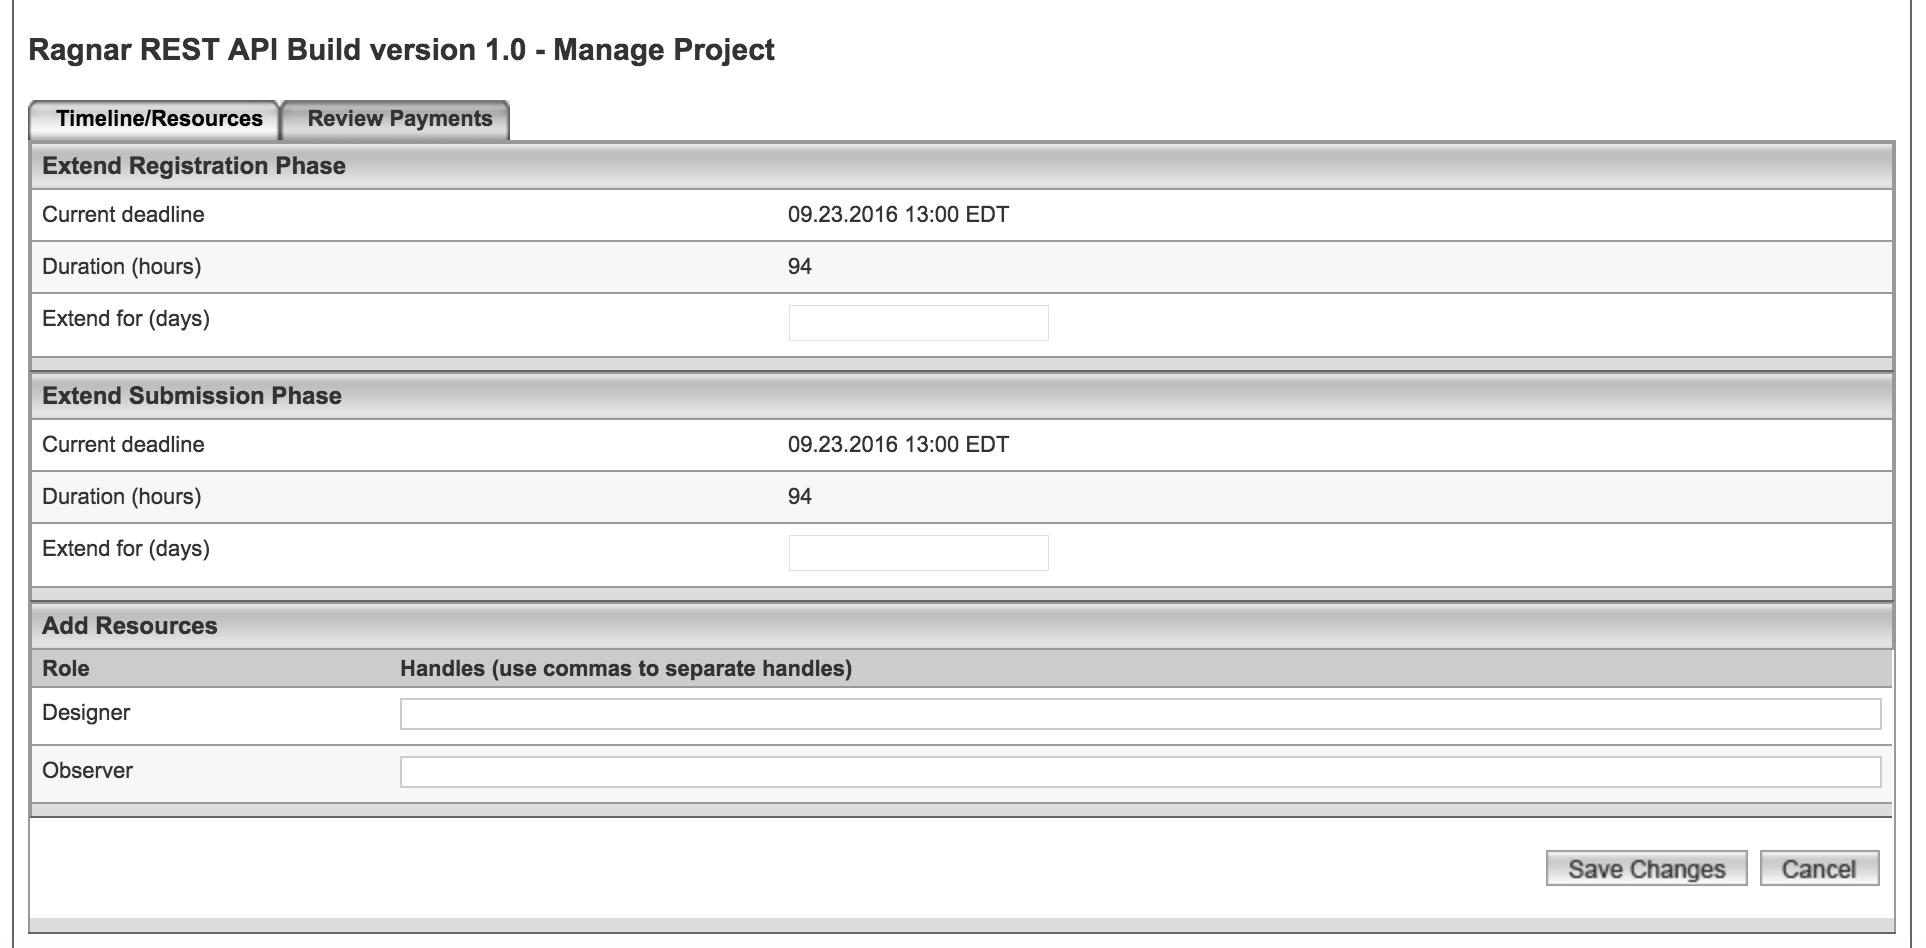 Ragnar REST API Build version 1.0 - Manage Project
Timeline/Resources Review Payments
Extend Registration Phase
Current deadline 09.23.2016 13:00 EDT
Duration (hours) 94
Extend for (days)
Extend Submission Phase
Current deadline 09.23.2016 13:00 EDT
Duration (hours) 94
Extend for (days)
Add Resources
Role Handles (use commas to separate handles)
Designer
Observer
Save Changes Cancel